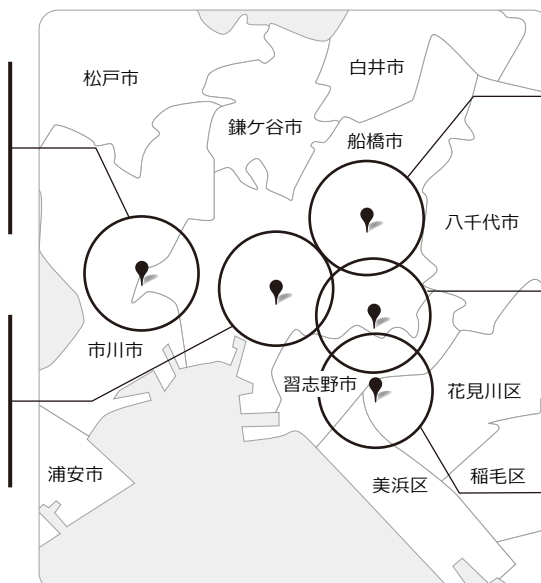 白井市
松戸市
鎌ケ谷市
船橋市
八千代市
市川市
習志野市
花見川区
浦安市
美浜区
稲毛区